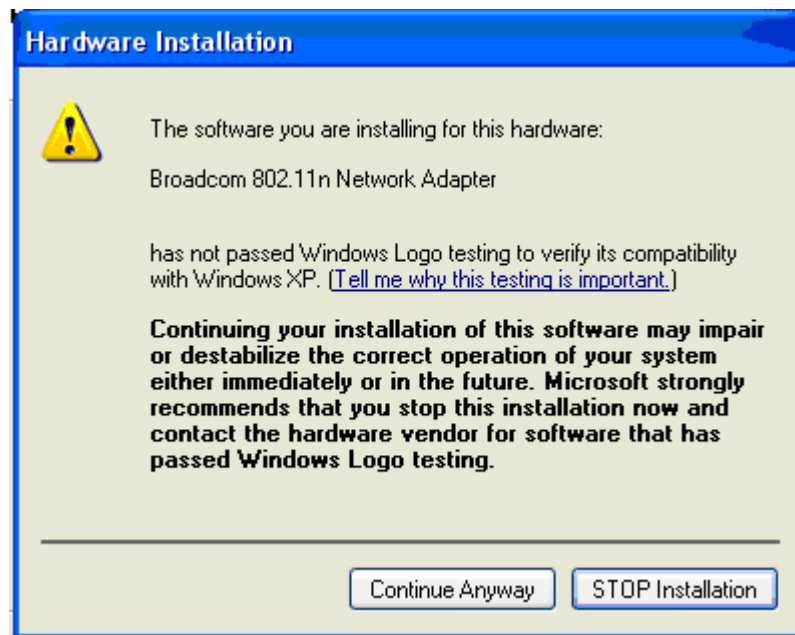 Hardware Installation
The software you are installing for this hardware:
Broadcom 802.11n Network Adapter
has not passed Windows Logo testing to verify its compatibility
with Windows XP. (Tell me why this testing is important.)
Continuing your installation of this software may impair
or destabilize the correct operation of your system
either immediately or in the future. Microsoft strongly
recommends that you stop this installation now and
contact the hardware vendor for software that has
passed Windows Logo testing.
Continue Anyway STOP Installation